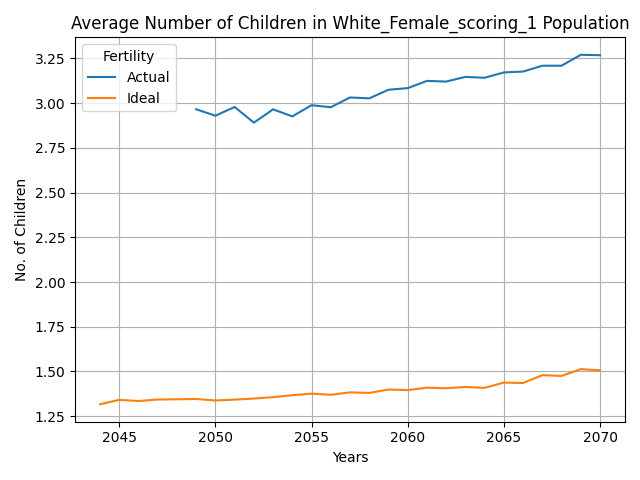 Average Number of Children in White_Female_scoring_1 Population
Fertility
Actual
Ideal
No. of Children
3.25
3.00
2.75
2.50
2.25
2.00
1.75
1.50
1.25
2045 2050 2055 2060 2065 2070
Years